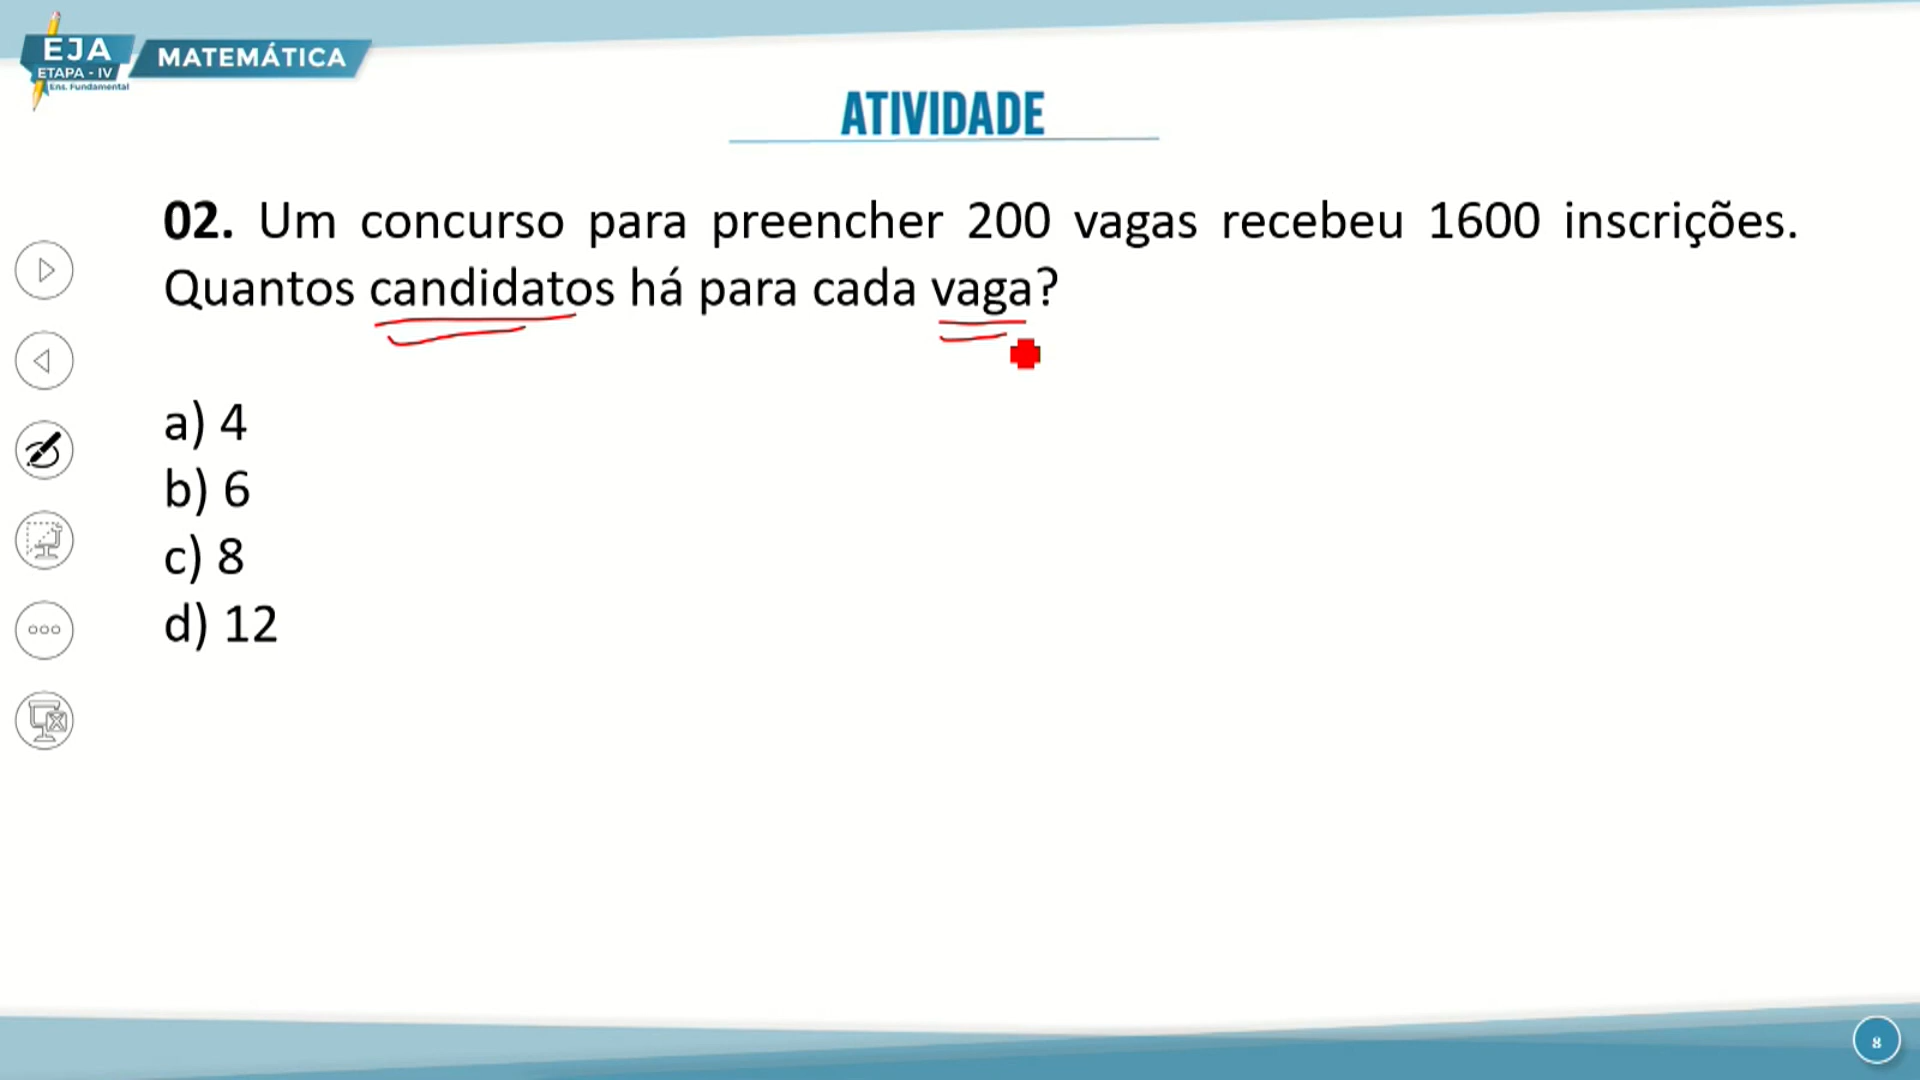 EJA
ETAPA - IV
Ens. Fundamental
MATEMÁTICA
ATIVIDADE
02. Um concurso para preencher 200 vagas recebeu 1600 inscrições.
Quantos candidatos há para cada vaga?
a) 4
b) 6
c) 8
d) 12
8